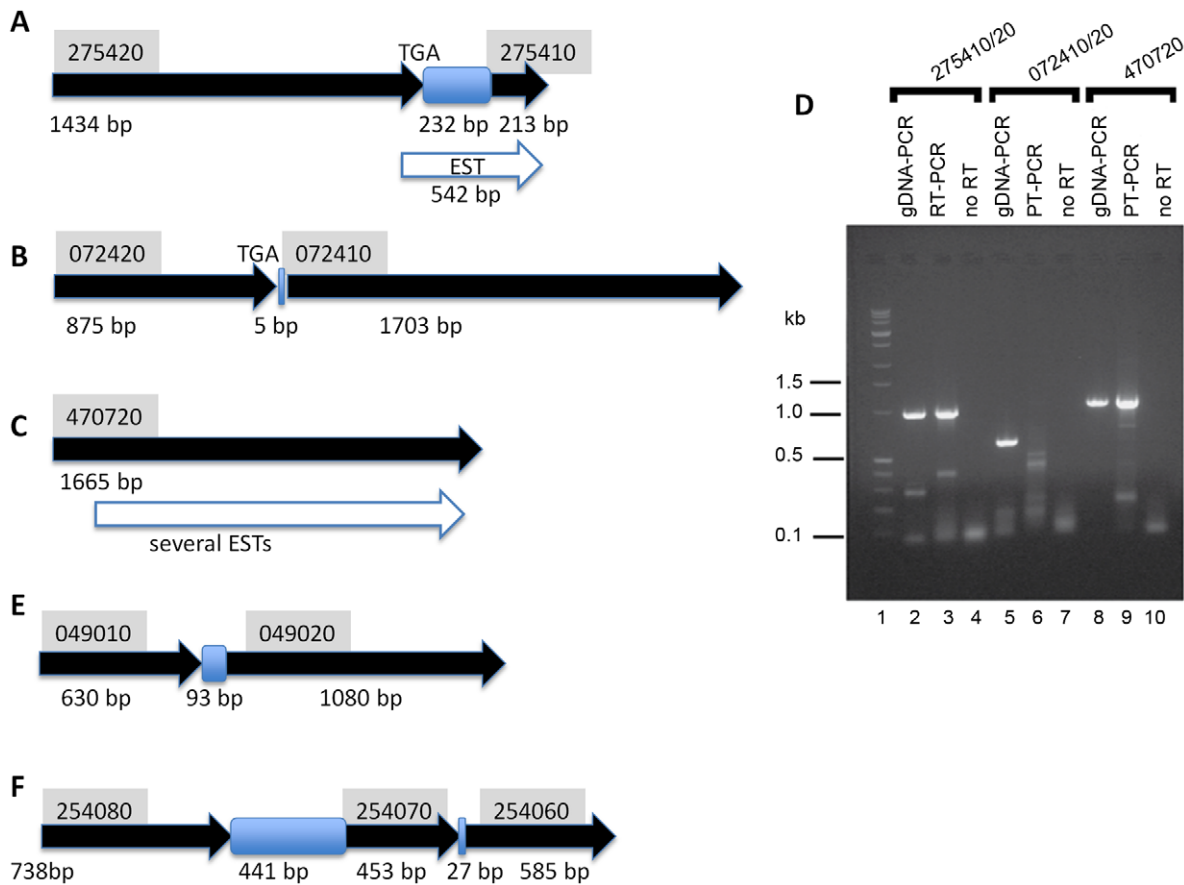 A
275420
TGA
275410
1434 bp
232 bp
213 bp
EST
542 bp
B
072420
TGA
072410
875 bp
5 bp
1703 bp
C
470720
1665 bp
several ESTs
E
049010
049020
630 bp
93 bp
1080 bp
F
254080
254070
254060
738bp
441 bp
453 bp
27 bp
585 bp
D
275410/20
072410/20
470720
gDNA-PCR
RT-PCR
no RT
gDNA-PCR
PT-PCR
no RT
gDNA-PCR
PT-PCR
no RT
kb
1.5
1.0
0.5
0.1
1 2 3 4 5 6 7 8 9 10